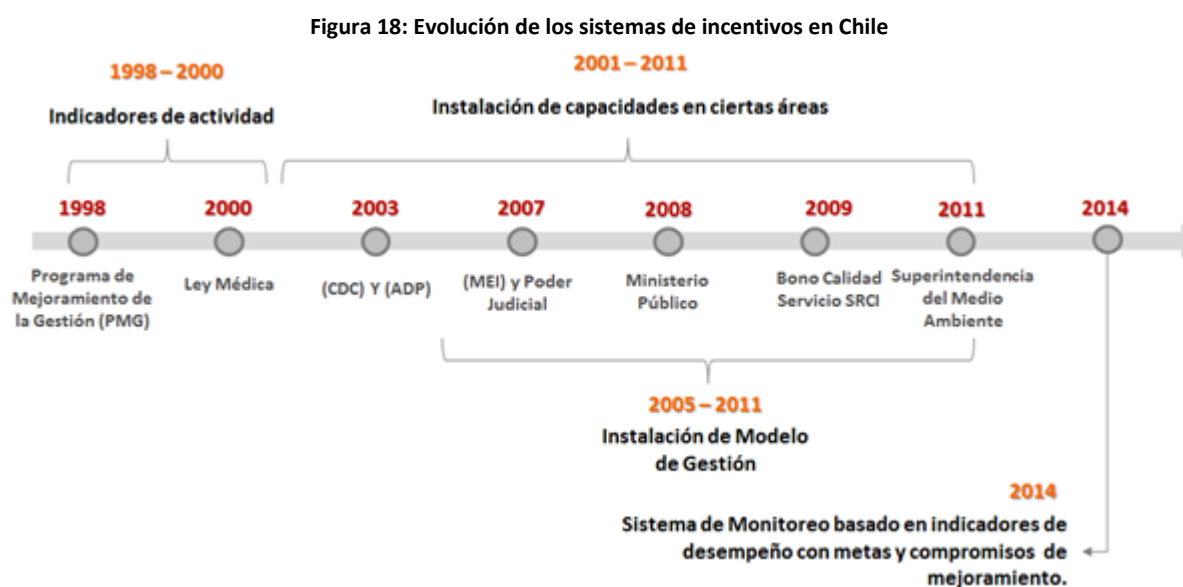 Figura 18: Evolución de los sistemas de incentivos en Chile
1998 – 2000
Indicadores de actividad
2001 – 2011
Instalación de capacidades en ciertas áreas
1998
2000
2003
2007
2008
2009
2011
2014
Programa de
Mejoramiento de
la Gestión (PMG)
Ley Médica
(CDC) Y (ADP)
(MEI) y Poder
Judicial
Ministerio
Público
Bono Calidad
Servicio SRCI
Superintendencia
del Medio
Ambiente
2005 – 2011
Instalación de Modelo
de Gestión
2014
Sistema de Monitoreo basado en indicadores de
desempeño con metas y compromisos de
mejoramiento.